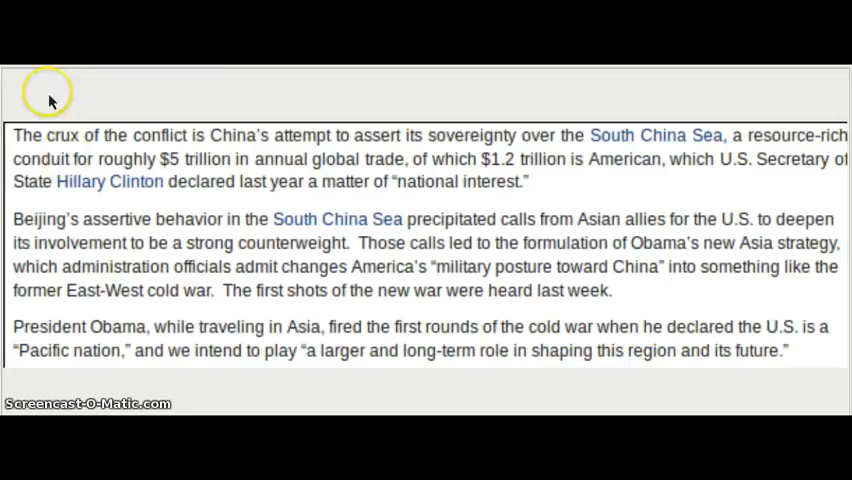 The crux of the conflict is China’s attempt to assert its sovereignty over the South China Sea, a resource-rich
conduit for roughly $5 trillion in annual global trade, of which $1.2 trillion is American, which U.S. Secretary of
State Hillary Clinton declared last year a matter of “national interest.”
Beijing’s assertive behavior in the South China Sea precipitated calls from Asian allies for the U.S. to deepen
its involvement to be a strong counterweight.  Those calls led to the formulation of Obama’s new Asia strategy,
which administration officials admit changes America’s “military posture toward China” into something like the
former East-West cold war.  The first shots of the new war were heard last week.
President Obama, while traveling in Asia, fired the first rounds of the cold war when he declared the U.S. is a
“Pacific nation,” and we intend to play “a larger and long-term role in shaping this region and its future.”
Screencast-O-Matic.com